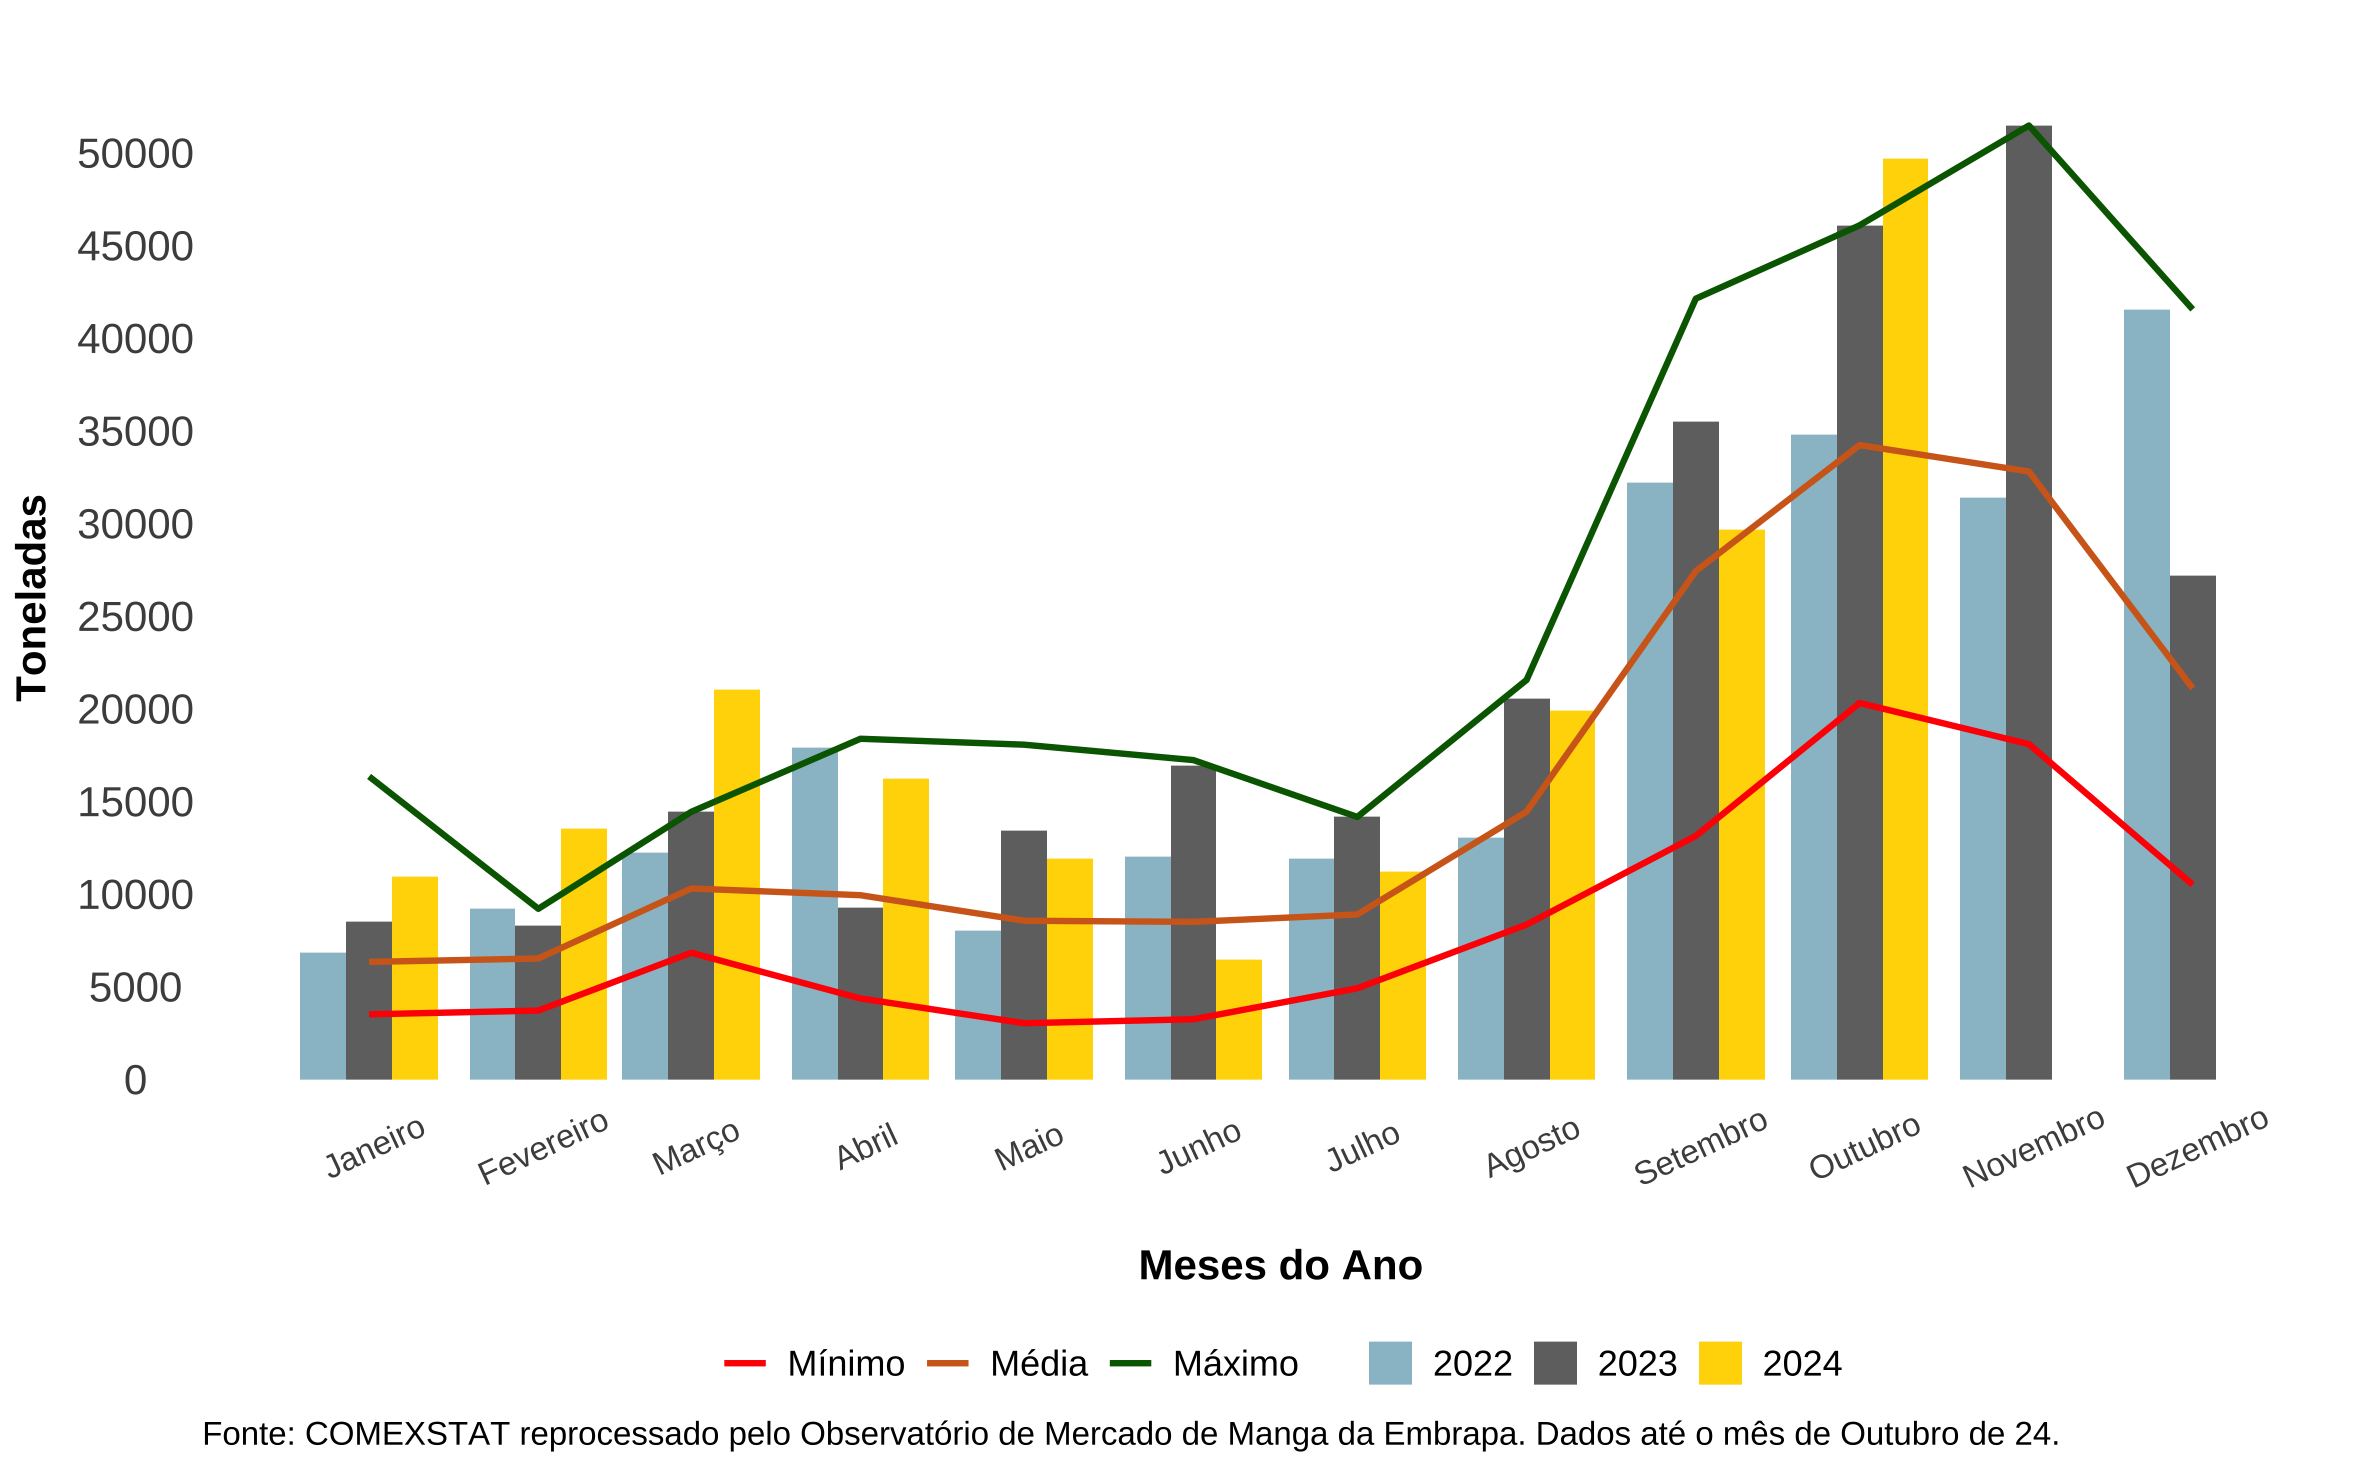 50000
45000
40000
35000
30000
25000
20000
15000
10000
5000
0
Toneladas
Janeiro
Fevereiro
Março
Abril
Maio
Junho
Julho
Agosto
Setembro
Outubro
Novembro
Dezembro
Meses do Ano
Mínimo Média Máximo 2022 2023 2024
Fonte: COMEXSTAT reprocessado pelo Observatório de Mercado de Manga da Embrapa. Dados até o mês de Outubro de 24.